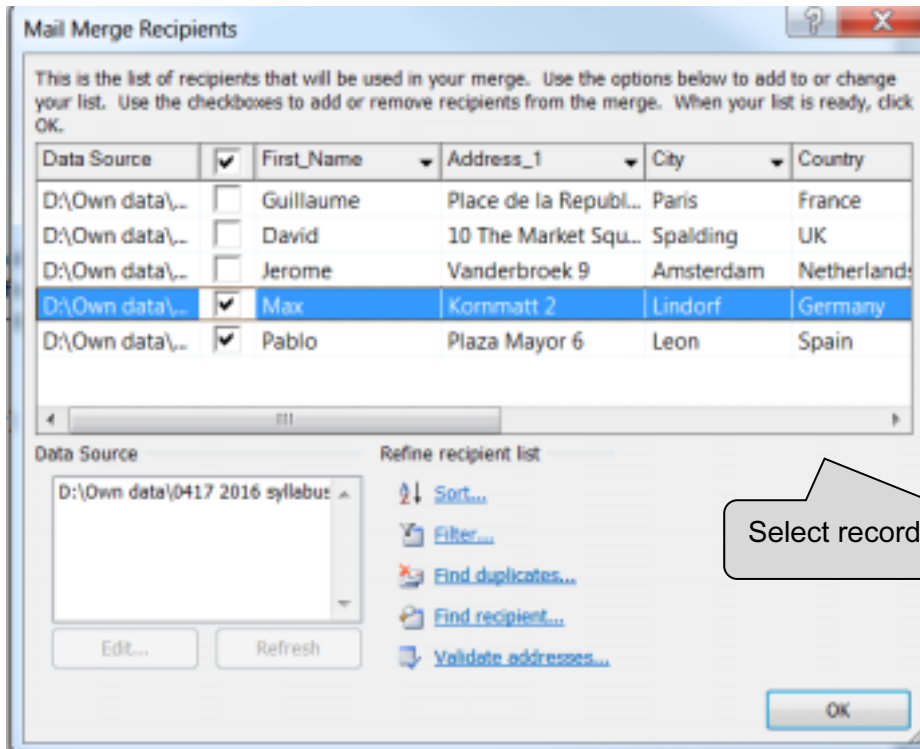 Mail Merge Recipients
This is the list of recipients that will be used in your merge. Use the options below to add to or change
your list. Use the checkboxes to add or remove recipients from the merge. When your list is ready, click
OK.
Data Source First_Name Address_1 City Country
D:\Own data\... Guillaume Place de la Republ... Paris France
D:\Own data\... David 10 The Market Squ... Spalding UK
D:\Own data\... Jerome Vanderbroek 9 Amsterdam Netherlands
D:\Own data\... Max Kornmatt 2 Lindorf Germany
D:\Own data\... Pablo Plaza Mayor 6 Leon Spain
Data Source Refine recipient list
D:\Own data\0417 2016 syllabus
Sort...
Filter...
Find duplicates...
Find recipient...
Validate addresses...
Edit... Refresh
Select record
OK